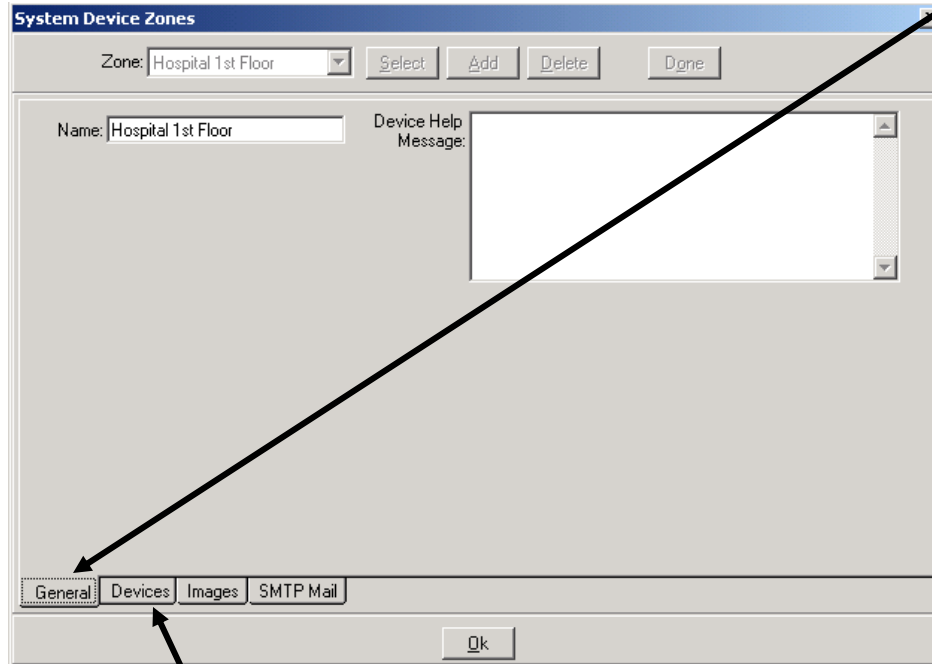 System Device Zones
Zone: Hospital 1st Floor Select Add Delete Done
Name: Hospital 1st Floor
Device Help
Message:
General Devices Images SMTP Mail
Ok